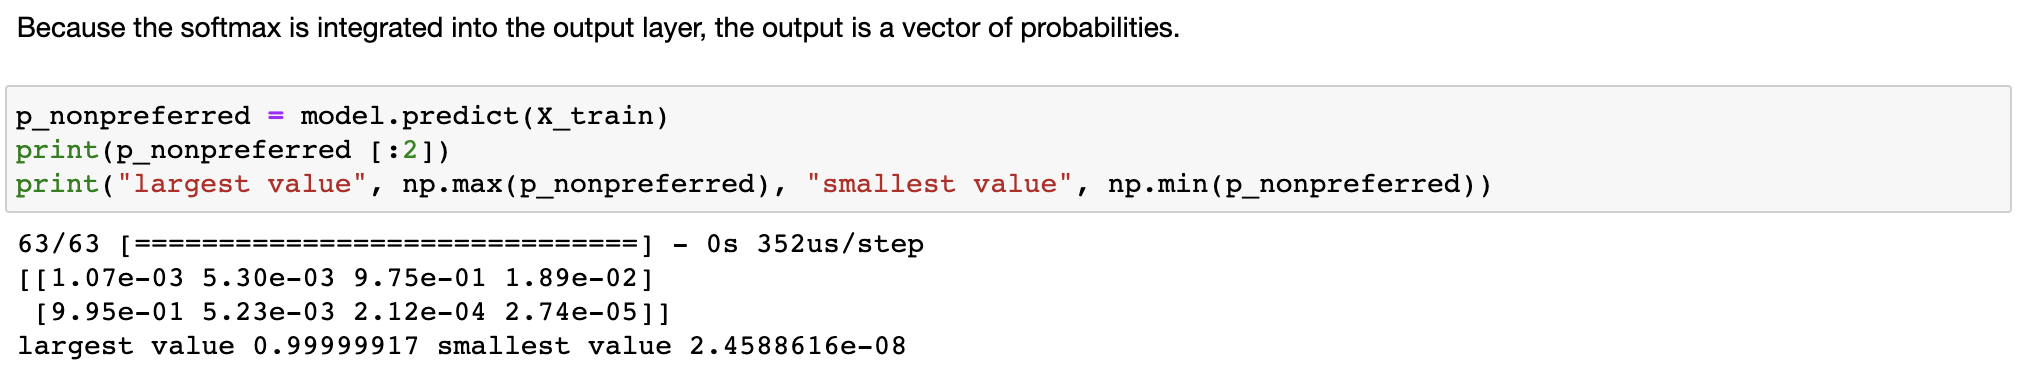 Because the softmax is integrated into the output layer, the output is a vector of probabilities.
p_nonpreferred = model.predict(X_train)
print(p_nonpreferred [:2])
print("largest value", np.max(p_nonpreferred), "smallest value", np.min(p_nonpreferred))
63/63 [==============================] - 0s 352us/step
[[1.07e-03 5.30e-03 9.75e-01 1.89e-02]
 [9.95e-01 5.23e-03 2.12e-04 2.74e-05]]
largest value 0.99999917 smallest value 2.4588616e-08